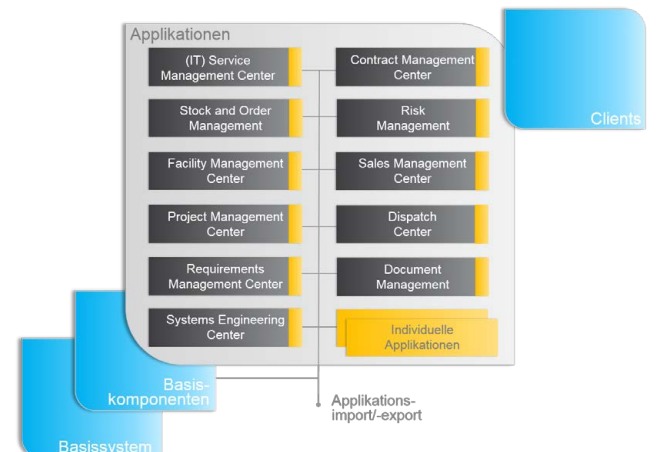 Applikationen
(IT) Service
Management Center
Contract Management
Center
Stock and Order
Management
Risk
Management
Facility Management
Center
Sales Management
Center
Project Management
Center
Dispatch
Center
Requirements
Management Center
Document
Management
Systems Engineering
Center
Individuelle
Applikationen
Clients
Basis-
komponenten
Applikations-
import/-export
Basissystem